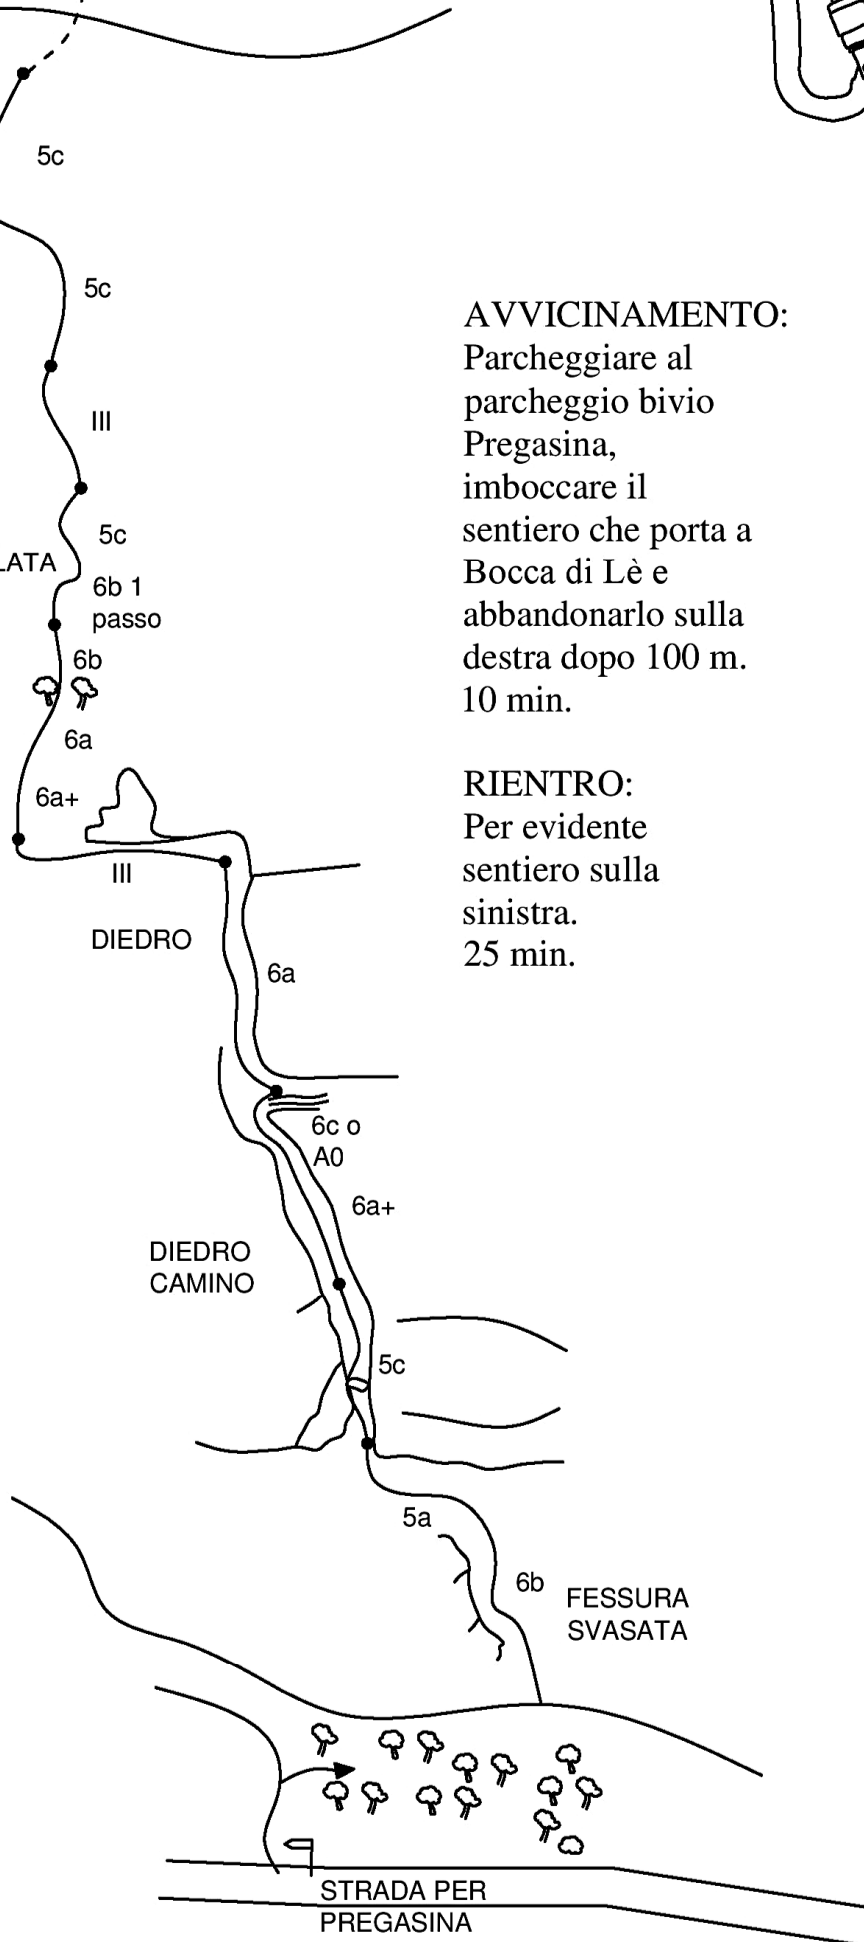 5c
5c
III
5c
LATA
6b 1
passo
6b
6a
6a+
III
DIEDRO
6a
6c o
A0
6a+
DIEDRO
CAMINO
5c
5a
6b
FESSURA
SVASATA
STRADA PER
PREGASINA
AVVICINAMENTO:
Parcheggiare al
parcheggio bivio
Pregasina,
imboccare il
sentiero che porta a
Bocca di Lè e
abbandonarlo sulla
destra dopo 100 m.
10 min.
RIENTRO:
Per evidente
sentiero sulla
sinistra.
25 min.